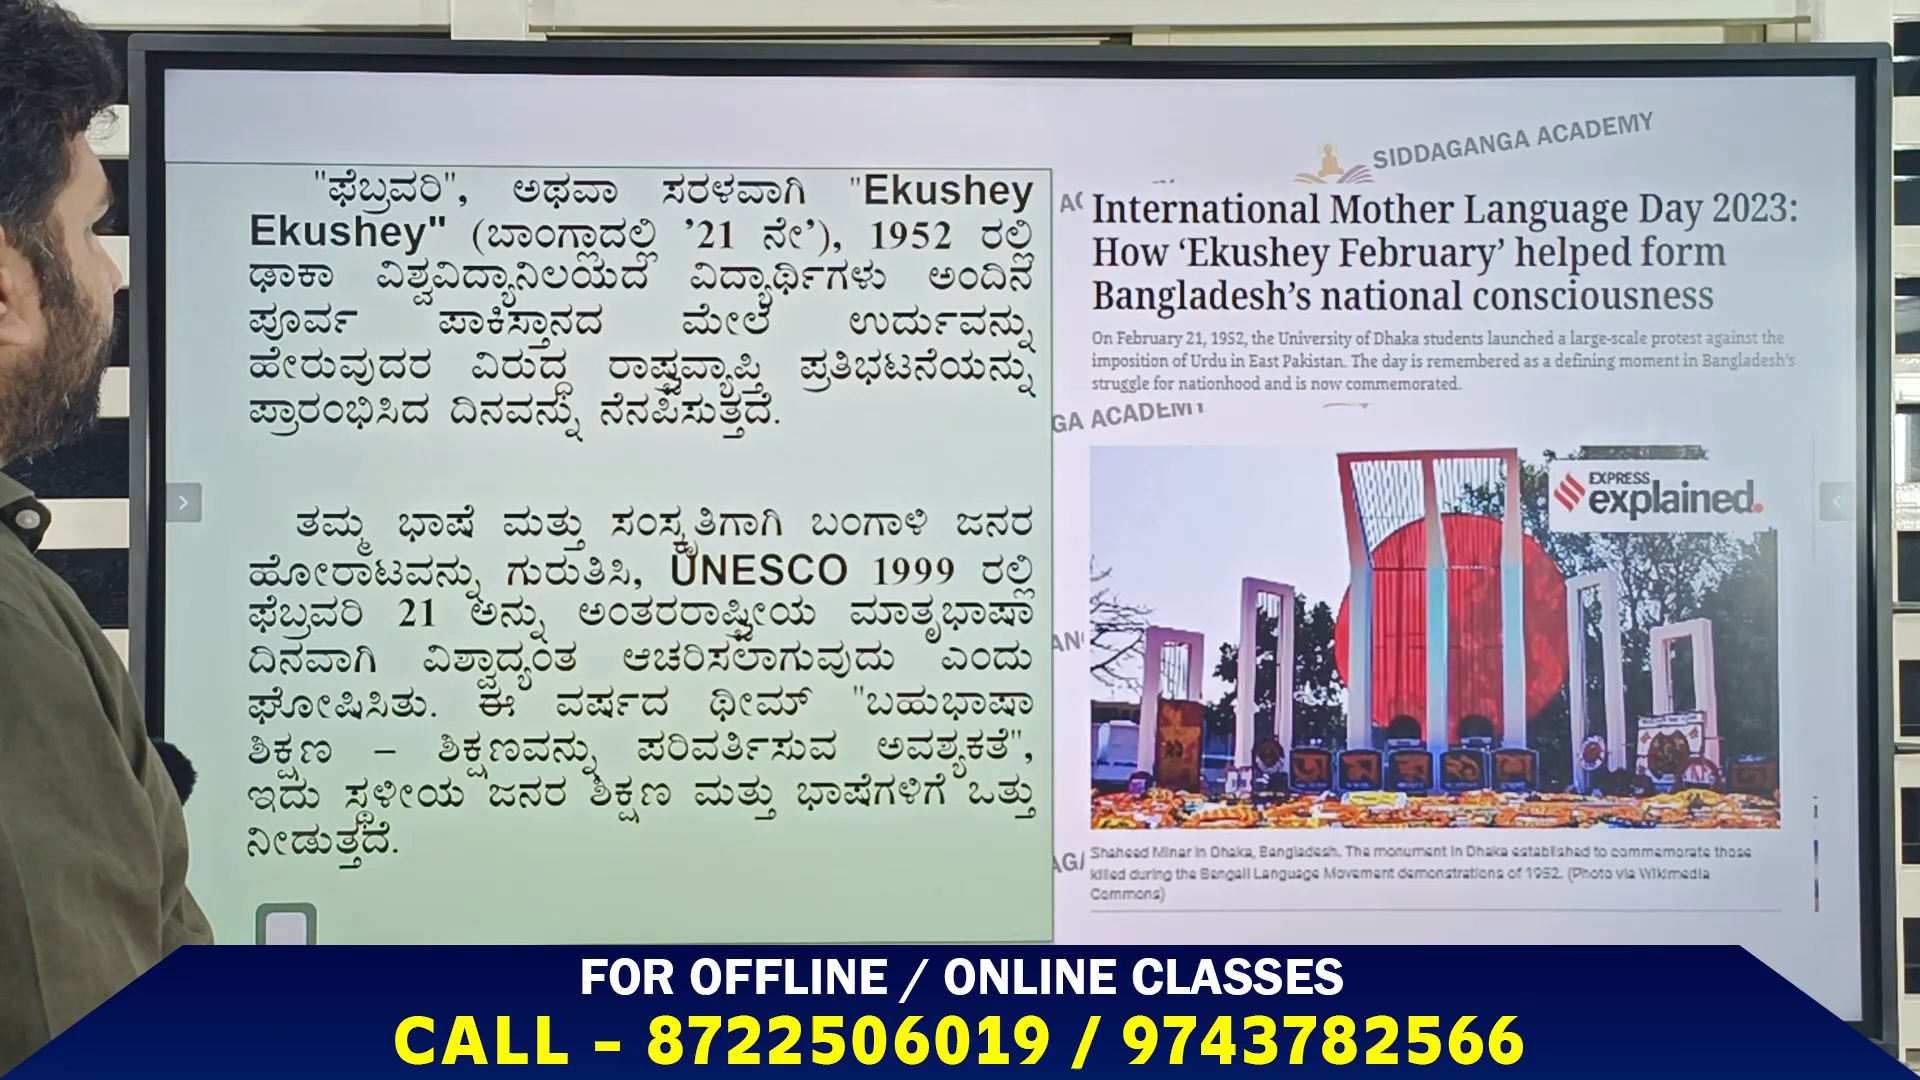 "ಫೆಬ್ರವರಿ", ಅಥವಾ ಸರಳವಾಗಿ "Ekushey
Ekushey" (ಬಾಂಗ್ಲಾದಲ್ಲಿ '21 ನೇ'), 1952 ರಲ್ಲಿ
ಢಾಕಾ ವಿಶ್ವವಿದ್ಯಾನಿಲಯದ ವಿದ್ಯಾರ್ಥಿಗಳು ಅಂದಿನ
ಪೂರ್ವ ಪಾಕಿಸ್ತಾನದ ಮೇಲೆ ಉರ್ದುವನ್ನು
ಹೇರುವುದರ ವಿರುದ್ಧ ರಾಷ್ಟ್ರವ್ಯಾಪ್ತಿ ಪ್ರತಿಭಟನೆಯನ್ನು
ಪ್ರಾರಂಭಿಸಿದ ದಿನವನ್ನು ನೆನಪಿಸುತ್ತದೆ.
ತಮ್ಮ ಭಾಷೆ ಮತ್ತು ಸಂಸ್ಕೃತಿಗಾಗಿ ಬಂಗಾಳಿ ಜನರ
ಹೋರಾಟವನ್ನು ಗುರುತಿಸಿ, UNESCO 1999 ರಲ್ಲಿ
ಫೆಬ್ರವರಿ 21 ಅನ್ನು ಅಂತರರಾಷ್ಟ್ರೀಯ ಮಾತೃಭಾಷಾ
ದಿನವಾಗಿ ವಿಶ್ವಾದ್ಯಂತ ಆಚರಿಸಲಾಗುವುದು ಎಂದು
ಘೋಷಿಸಿತು. ಈ ವರ್ಷದ ಥೀಮ್ "ಬಹುಭಾಷಾ
ಶಿಕ್ಷಣ – ಶಿಕ್ಷಣವನ್ನು ಪರಿವರ್ತಿಸುವ ಅವಶ್ಯಕತೆ",
ಇದು ಸ್ಥಳೀಯ ಜನರ ಶಿಕ್ಷಣ ಮತ್ತು ಭಾಷೆಗಳಿಗೆ ಒತ್ತು
ನೀಡುತ್ತದೆ.
SIDDAGANGA ACADEMY
International Mother Language Day 2023:
How ‘Ekushey February’ helped form
Bangladesh’s national consciousness
On February 21, 1952, the University of Dhaka students launched a large-scale protest against the
imposition of Urdu in East Pakistan. The day is remembered as a defining moment in Bangladesh's
struggle for nationhood and is now commemorated.
GA ACADEMY
EXPRESS
explained.
Shaheed Minar in Dhaka, Bangladesh. The monument in Dhaka established to commemorate those
killed during the Bengali Language Movement demonstrations of 1952. (Photo via Wikimedia
Commons)
FOR OFFLINE / ONLINE CLASSES
CALL – 8722506019 / 9743782566